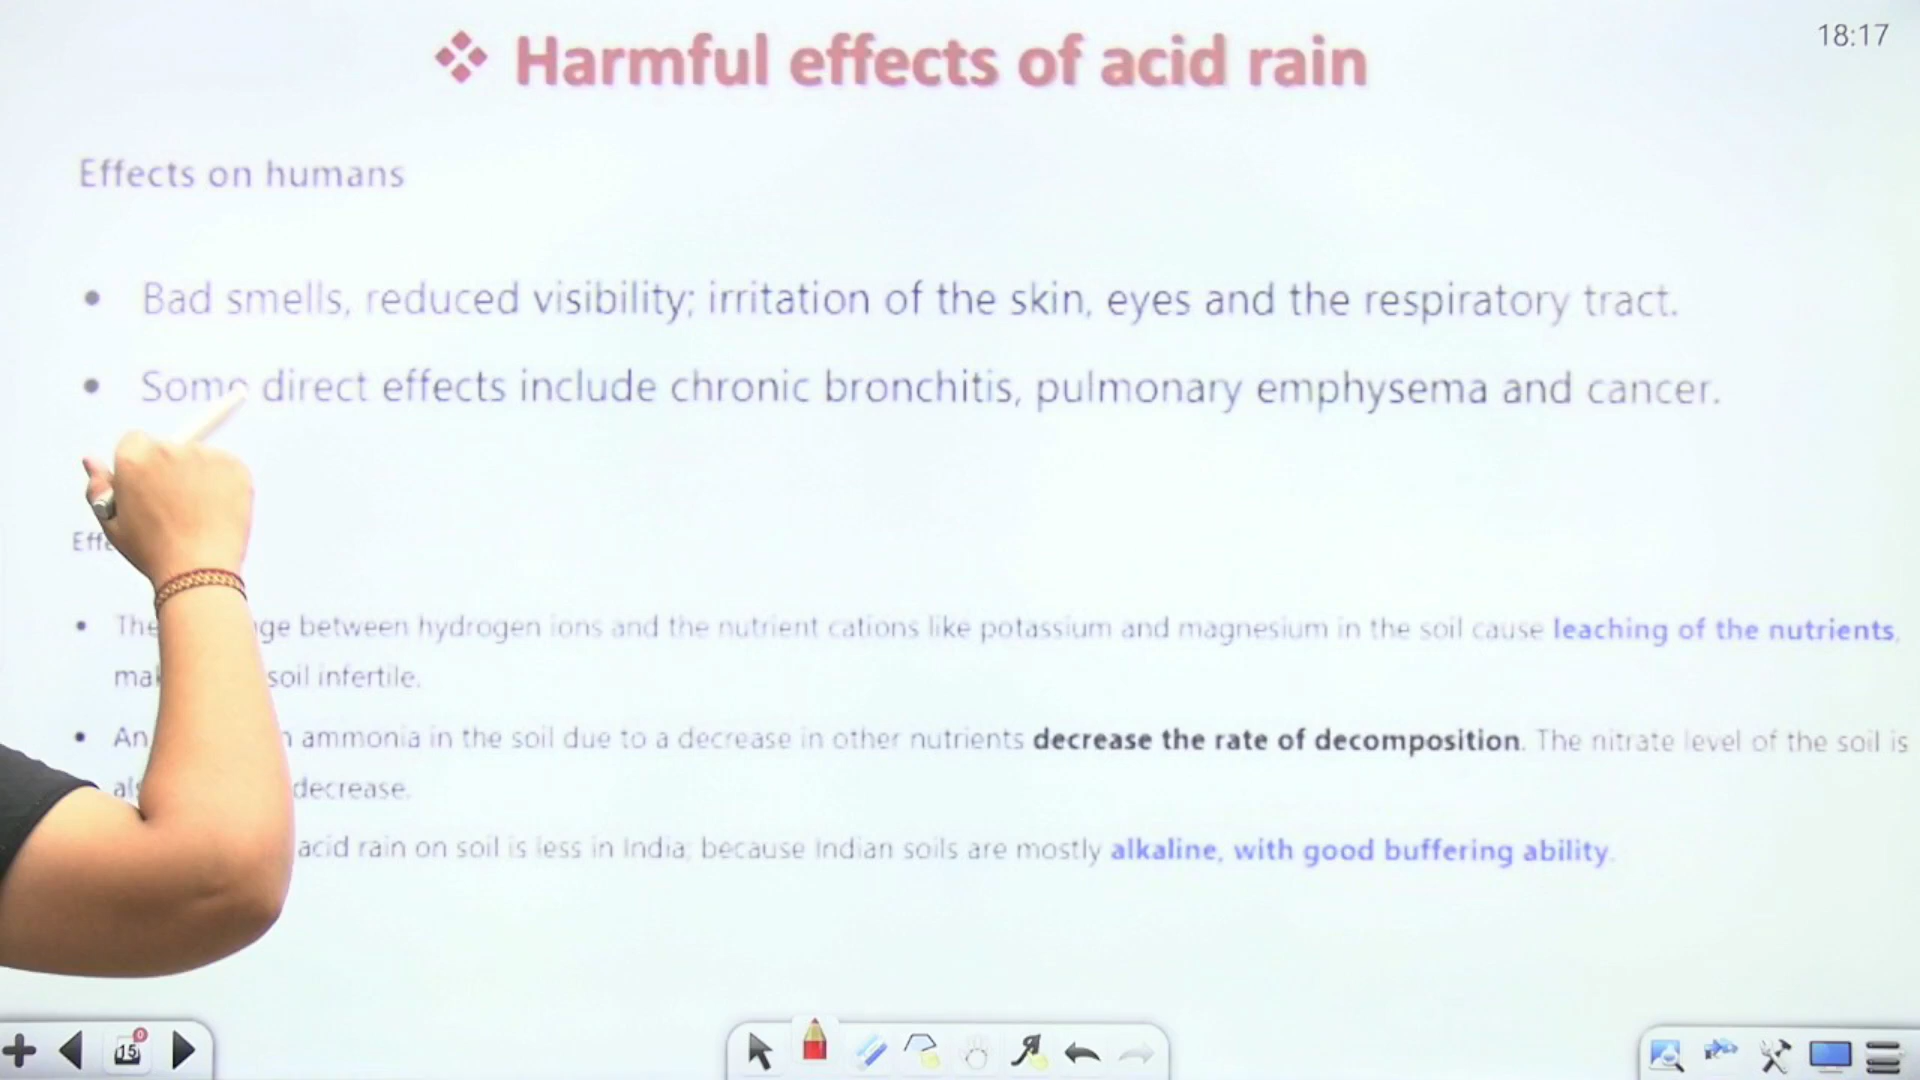 18:17
❖ Harmful effects of acid rain
Effects on humans
• Bad smells, reduced visibility; irritation of the skin, eyes and the respiratory tract.
• Some direct effects include chronic bronchitis, pulmonary emphysema and cancer.
• The between hydrogen ions and the nutrient cations like potassium and magnesium in the soil cause leaching of the nutrients,
soil infertile.
• An ammonia in the soil due to a decrease in other nutrients decrease the rate of decomposition. The nitrate level of the soil is
decrease.
acid rain on soil is less in India; because Indian soils are mostly alkaline, with good buffering ability.
15
0